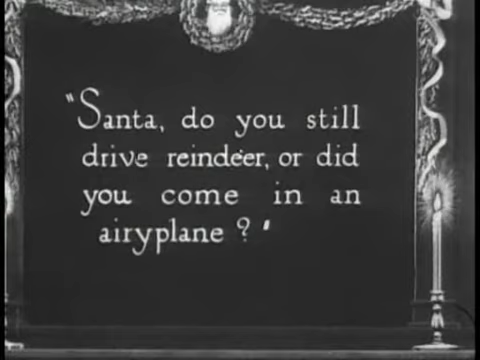 "Santa, do you still
drive reindeer, or did
you come in an
airyplane?"